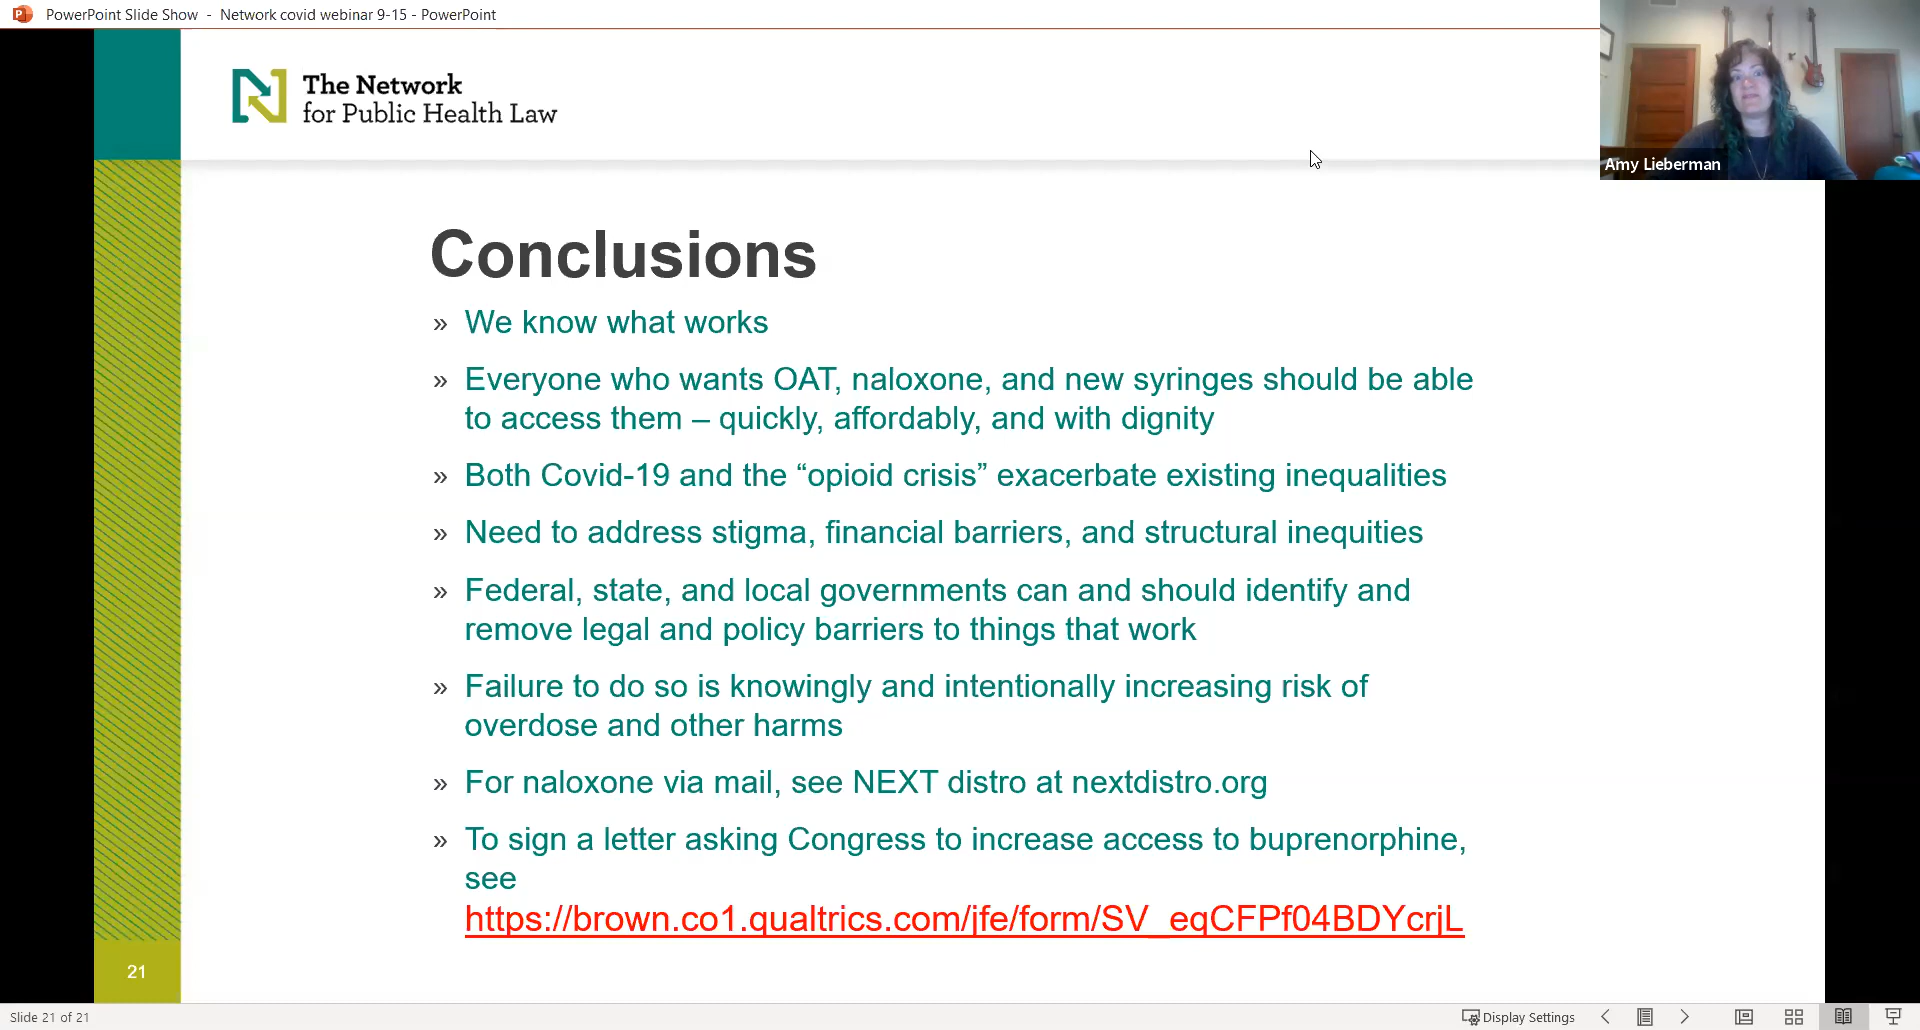 PowerPoint Slide Show - Network covid webinar 9-15 - PowerPoint
The Network
for Public Health Law
Amy Lieberman
Conclusions
» We know what works
» Everyone who wants OAT, naloxone, and new syringes should be able
to access them – quickly, affordably, and with dignity
» Both Covid-19 and the “opioid crisis” exacerbate existing inequalities
» Need to address stigma, financial barriers, and structural inequities
» Federal, state, and local governments can and should identify and
remove legal and policy barriers to things that work
» Failure to do so is knowingly and intentionally increasing risk of
overdose and other harms
» For naloxone via mail, see NEXT distro at nextdistro.org
» To sign a letter asking Congress to increase access to buprenorphine,
see
https://brown.co1.qualtrics.com/jfe/form/SV_eqCFPf04BDYcrjL
21
Slide 21 of 21
Display Settings